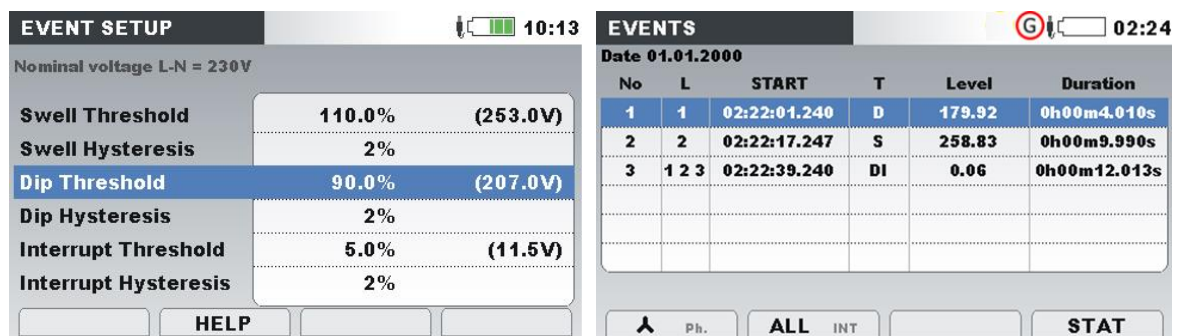 EVENT SETUP 10:13
Nominal voltage L-N = 230V
Swell Threshold 110.0% (253.0V)
Swell Hysteresis 2%
Dip Threshold 90.0% (207.0V)
Dip Hysteresis 2%
Interrupt Threshold 5.0% (11.5V)
Interrupt Hysteresis 2%
HELP
EVENTS G 02:24
Date 01.01.2000
No L START T Level Duration
1 1 02:22:01.240 D 179.92 0h00m4.010s
2 2 02:22:17.247 S 258.83 0h00m9.990s
3 1 2 3 02:22:39.240 DI 0.06 0h00m12.013s
Ph. ALL INT STAT